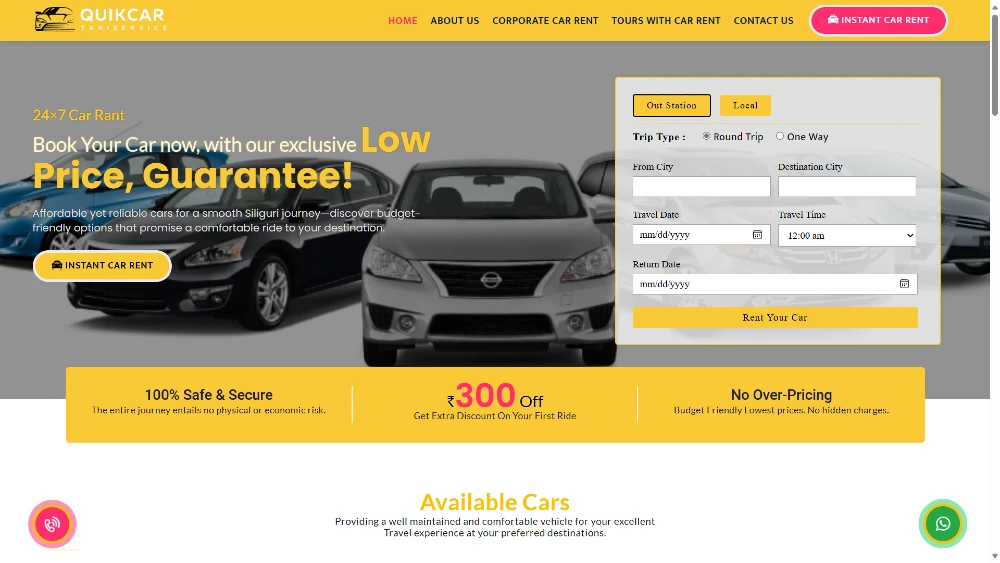 QUIKCAR
TAXISERVICE
HOME ABOUT US CORPORATE CAR RENT TOURS WITH CAR RENT CONTACT US INSTANT CAR RENT
24×7 Car Rant
Book Your Car now, with our exclusive Low
Price, Guarantee!
Affordable yet reliable cars for a smooth Siliguri journey—discover budget-
friendly options that promise a comfortable ride to your destination.
INSTANT CAR RENT
Out Station Local
Trip Type : Round Trip One Way
From City Destination City
Travel Date Travel Time
mm/dd/yyyy 12:00 am
Return Date
mm/dd/yyyy
Rent Your Car
100% Safe & Secure
The entire journey entails no physical or economic risk.
₹300 Off
Get Extra Discount On Your First Ride
No Over-Pricing
Budget Friendly Lowest prices. No hidden charges.
Available Cars
Providing a well maintained and comfortable vehicle for your excellent
Travel experience at your preferred destinations.